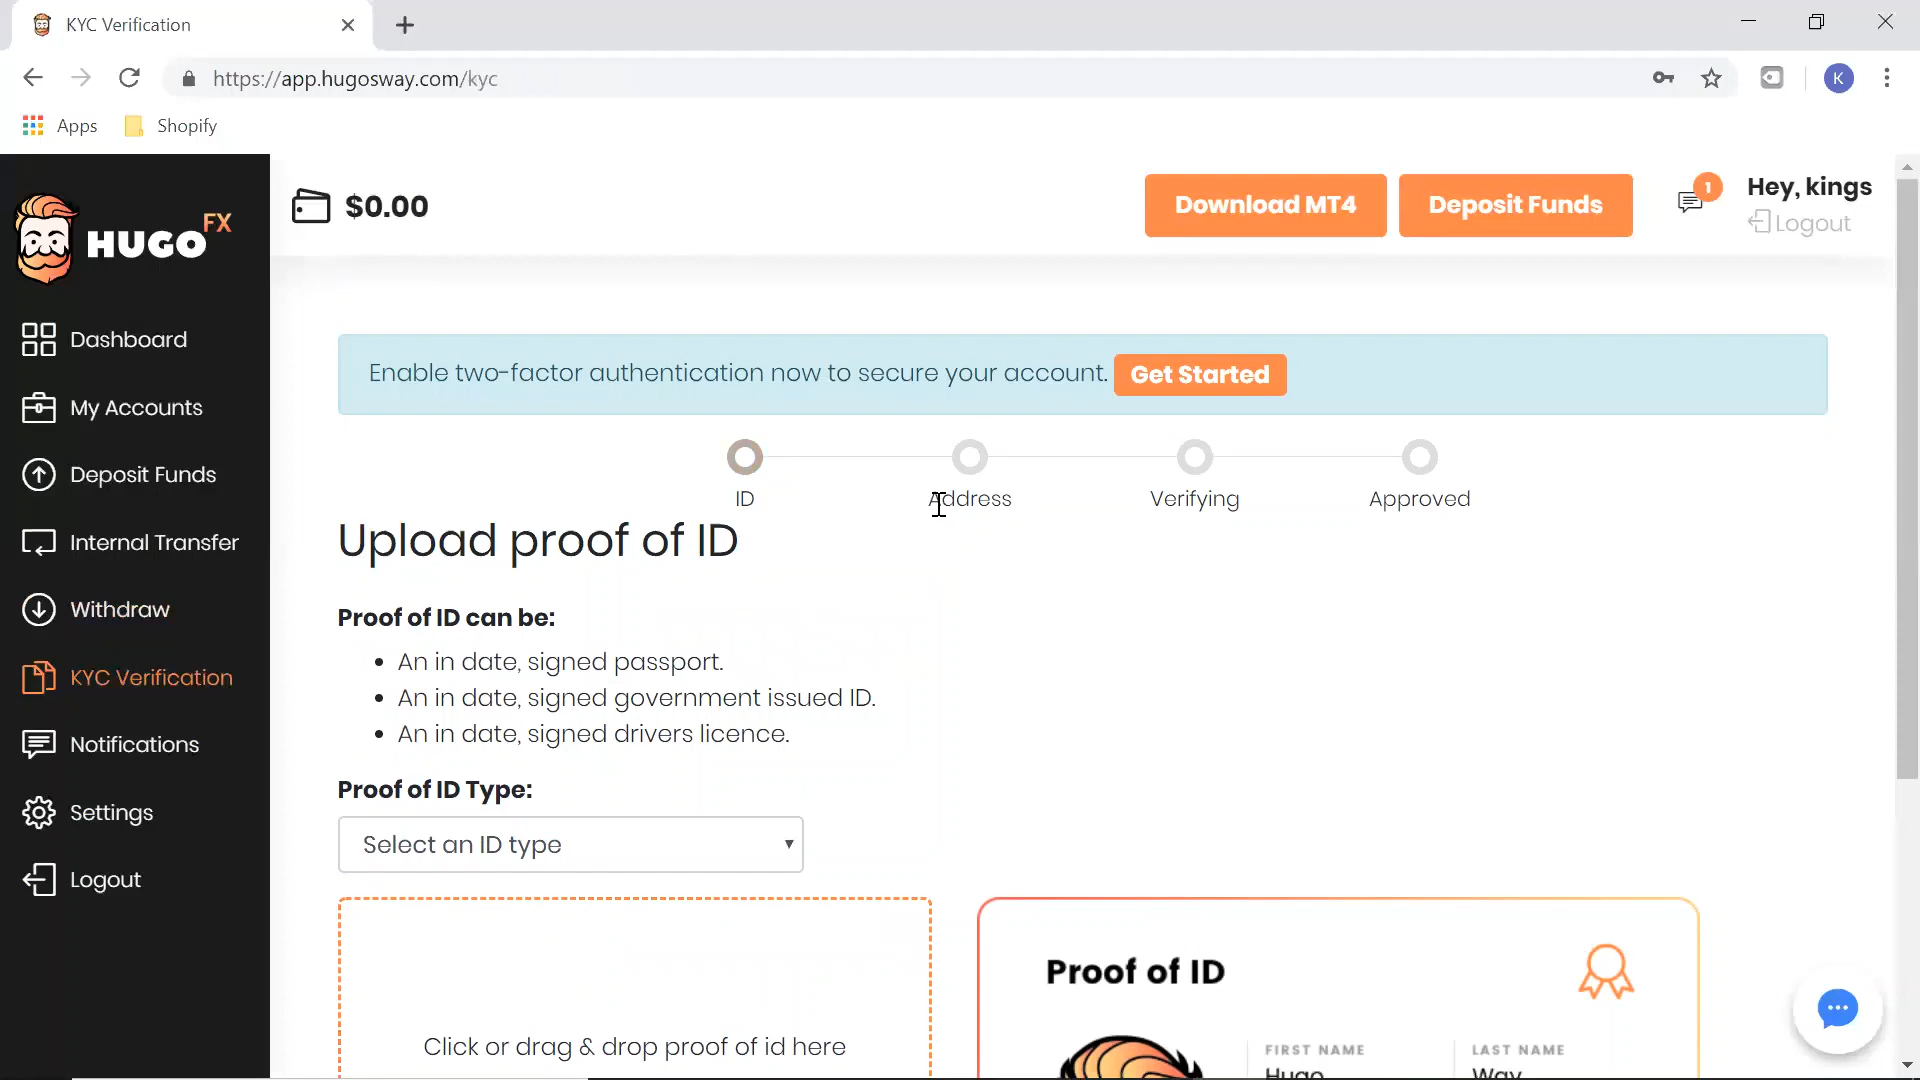 KYC Verification
https://app.hugosway.com/kyc
K
Apps
Shopify
HUGO FX
$0.00
Download MT4
Deposit Funds
1
Hey, kings
Logout
Dashboard
My Accounts
Deposit Funds
Internal Transfer
Withdraw
KYC Verification
Notifications
Settings
Logout
Enable two-factor authentication now to secure your account. Get Started
ID
Address
Verifying
Approved
Upload proof of ID
Proof of ID can be:
• An in date, signed passport.
• An in date, signed government issued ID.
• An in date, signed drivers licence.
Proof of ID Type:
Select an ID type
Click or drag & drop proof of id here
Proof of ID
FIRST NAME
LAST NAME
Hugo
Way